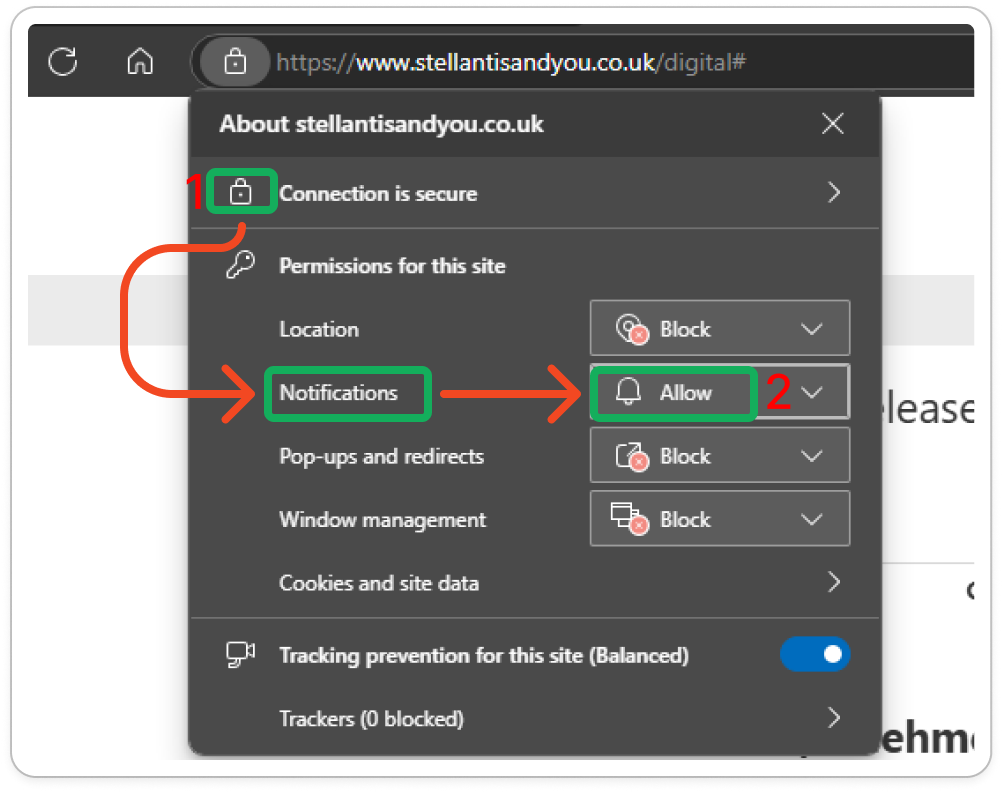 https://www.stellantisandyou.co.uk/digital#
About stellantisandyou.co.uk
1
Connection is secure
Permissions for this site
Location Block
Notifications Allow 2
Pop-ups and redirects Block
Window management Block
Cookies and site data
Tracking prevention for this site (Balanced)
Trackers (0 blocked)